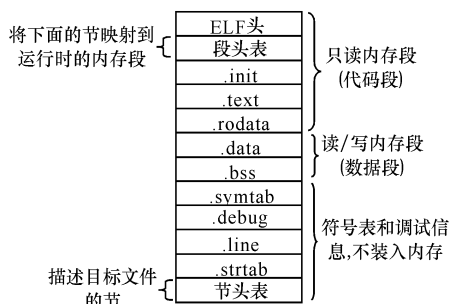 将下面的节映射到
运行时的内存段
ELF头
段头表
.init
.text
.rodata
.data
.bss
.symtab
.debug
.line
.strtab
节头表
只读内存段
(代码段)
读/写内存段
(数据段)
符号表和调试信
息,不装入内存
描述目标文件
的节